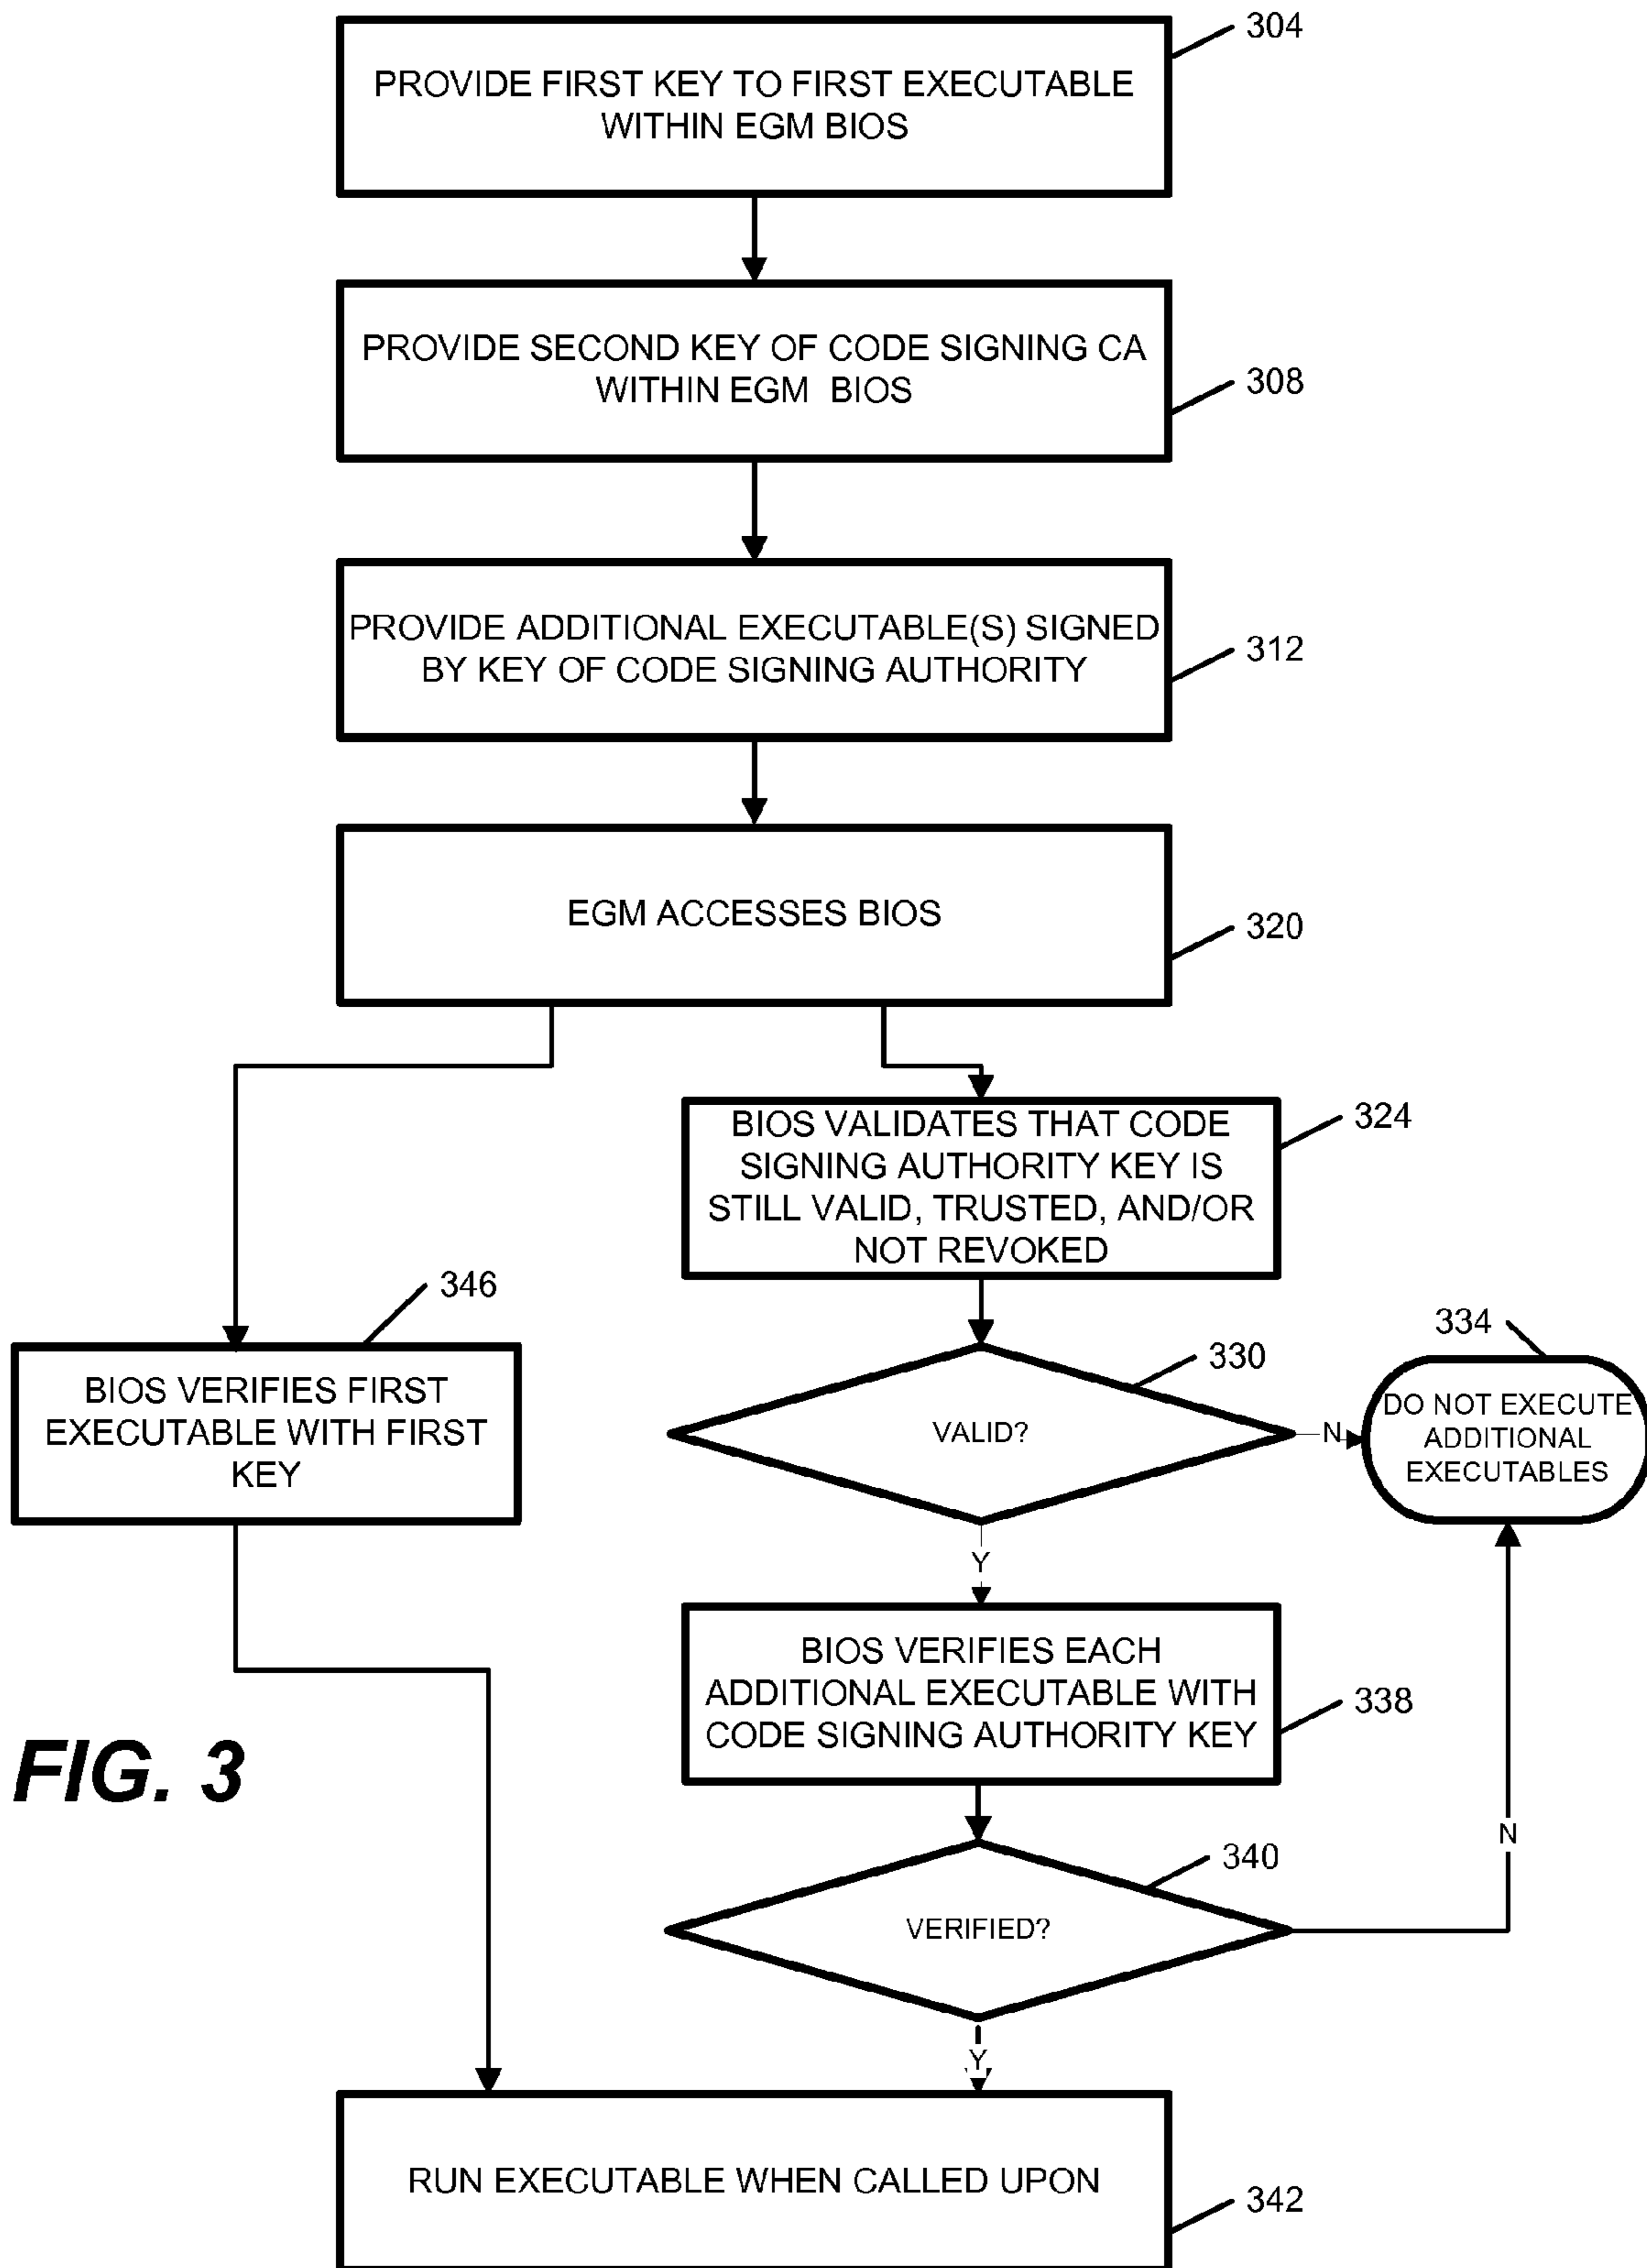 304
PROVIDE FIRST KEY TO FIRST EXECUTABLE
WITHIN EGM BIOS
PROVIDE SECOND KEY OF CODE SIGNING CA
WITHIN EGM BIOS
308
PROVIDE ADDITIONAL EXECUTABLE(S) SIGNED
BY KEY OF CODE SIGNING AUTHORITY
312
EGM ACCESSES BIOS
320
BIOS VALIDATES THAT CODE
SIGNING AUTHORITY KEY IS
STILL VALID, TRUSTED, AND/OR
NOT REVOKED
324
346
BIOS VERIFIES FIRST
EXECUTABLE WITH FIRST
KEY
330
VALID?
N
334
DO NOT EXECUTE
ADDITIONAL
EXECUTABLES
Y
BIOS VERIFIES EACH
ADDITIONAL EXECUTABLE WITH
CODE SIGNING AUTHORITY KEY
338
FIG. 3
340
VERIFIED?
N
Y
RUN EXECUTABLE WHEN CALLED UPON
342